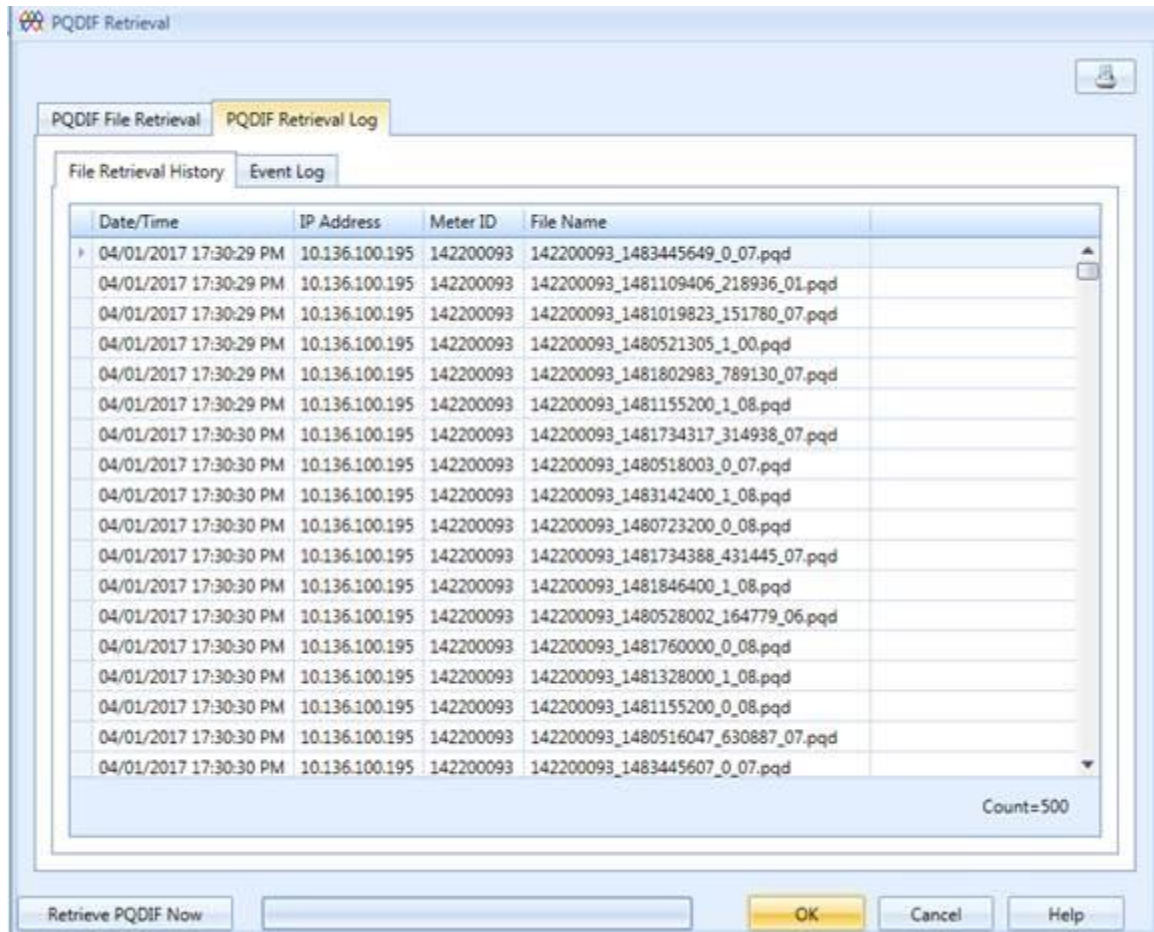 PQDIF Retrieval
PQDIF File Retrieval PQDIF Retrieval Log
File Retrieval History Event Log
Date/Time IP Address Meter ID File Name
04/01/2017 17:30:29 PM 10.136.100.195 142200093 142200093_1483445649_0_07.pqd
04/01/2017 17:30:29 PM 10.136.100.195 142200093 142200093_1481109406_218936_01.pqd
04/01/2017 17:30:29 PM 10.136.100.195 142200093 142200093_1481019823_151780_07.pqd
04/01/2017 17:30:29 PM 10.136.100.195 142200093 142200093_1480521305_1_00.pqd
04/01/2017 17:30:29 PM 10.136.100.195 142200093 142200093_1481802983_789130_07.pqd
04/01/2017 17:30:29 PM 10.136.100.195 142200093 142200093_1481155200_1_08.pqd
04/01/2017 17:30:30 PM 10.136.100.195 142200093 142200093_1481734317_314938_07.pqd
04/01/2017 17:30:30 PM 10.136.100.195 142200093 142200093_1480518003_0_07.pqd
04/01/2017 17:30:30 PM 10.136.100.195 142200093 142200093_1483142400_1_08.pqd
04/01/2017 17:30:30 PM 10.136.100.195 142200093 142200093_1480723200_0_08.pqd
04/01/2017 17:30:30 PM 10.136.100.195 142200093 142200093_1481734388_431445_07.pqd
04/01/2017 17:30:30 PM 10.136.100.195 142200093 142200093_1481846400_1_08.pqd
04/01/2017 17:30:30 PM 10.136.100.195 142200093 142200093_1480528002_164779_06.pqd
04/01/2017 17:30:30 PM 10.136.100.195 142200093 142200093_1481760000_0_08.pqd
04/01/2017 17:30:30 PM 10.136.100.195 142200093 142200093_1481328000_1_08.pqd
04/01/2017 17:30:30 PM 10.136.100.195 142200093 142200093_1481155200_0_08.pqd
04/01/2017 17:30:30 PM 10.136.100.195 142200093 142200093_1480516047_630887_07.pqd
04/01/2017 17:30:30 PM 10.136.100.195 142200093 142200093_1483445607_0_07.pqd
Count=500
Retrieve PQDIF Now OK Cancel Help